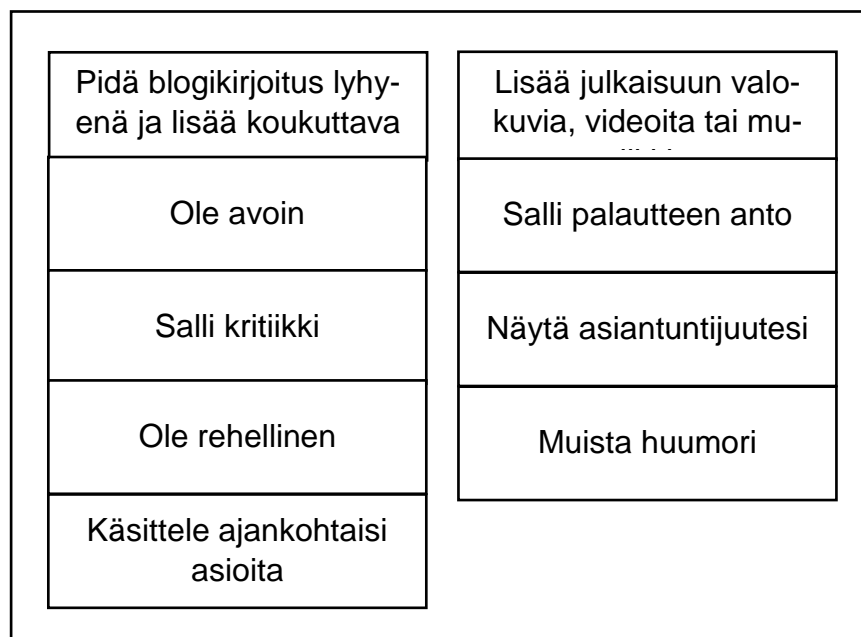 Pidä blogikirjoitus lyhy-
enä ja lisää koukuttava
Ole avoin
Salli kritiikki
Ole rehellinen
Käsittele ajankohtaisi
asioita
Lisää julkaisuun valo-
kuvia, videoita tai mu-
Salli palautteen anto
Näytä asiantuntijuutesi
Muista huumori